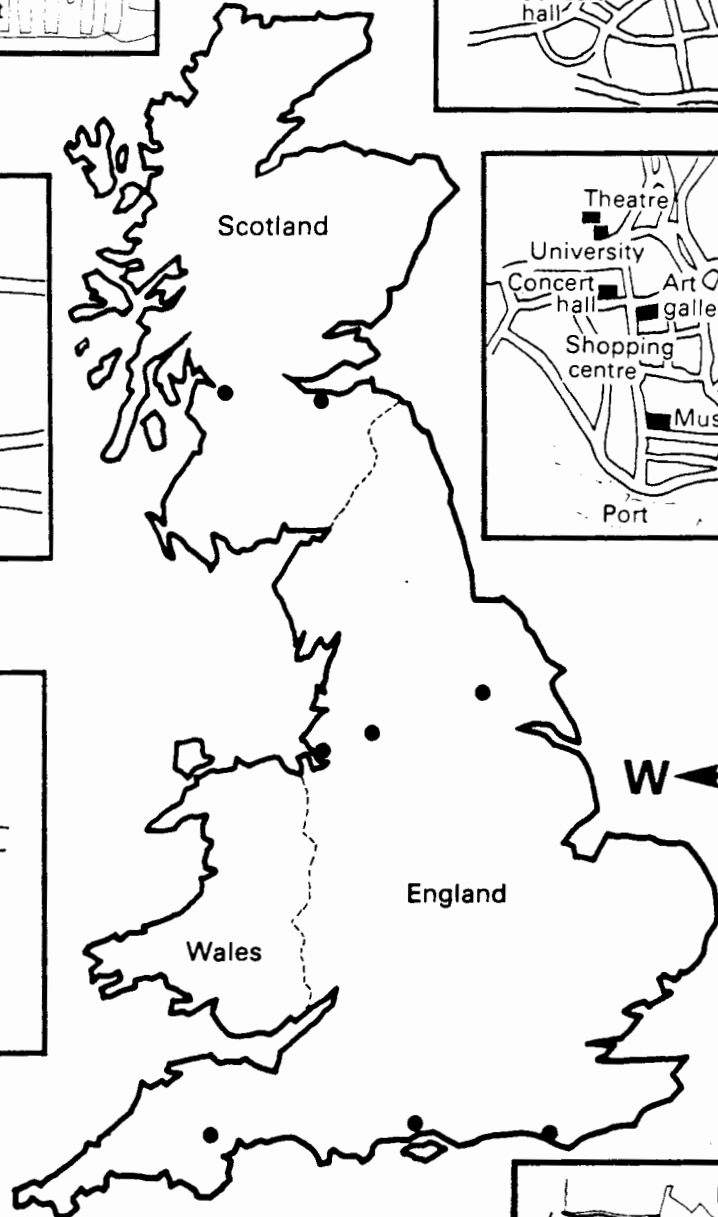 hall
Scotland
Theatre
University
Concert
hall
Art
galle
Shopping
centre
Mus
Port
W
England
Wales